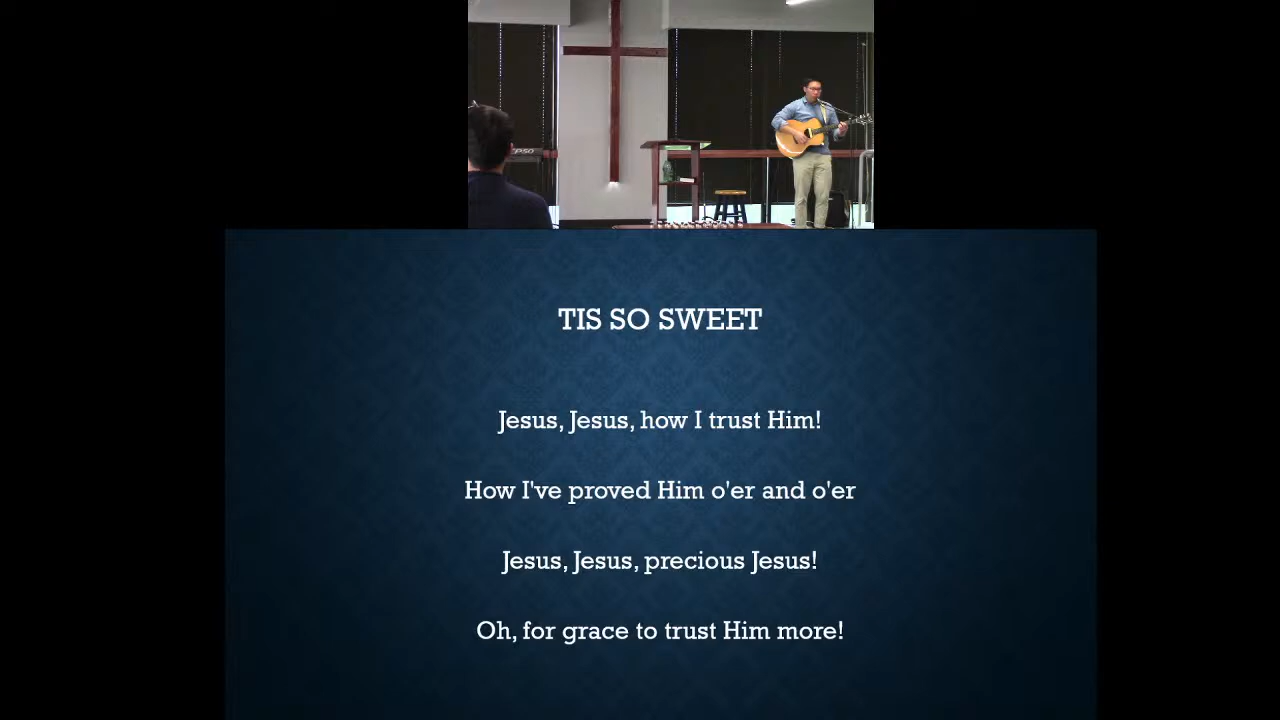 TIS SO SWEET
Jesus, Jesus, how I trust Him!
How I've proved Him o'er and o'er
Jesus, Jesus, precious Jesus!
Oh, for grace to trust Him more!